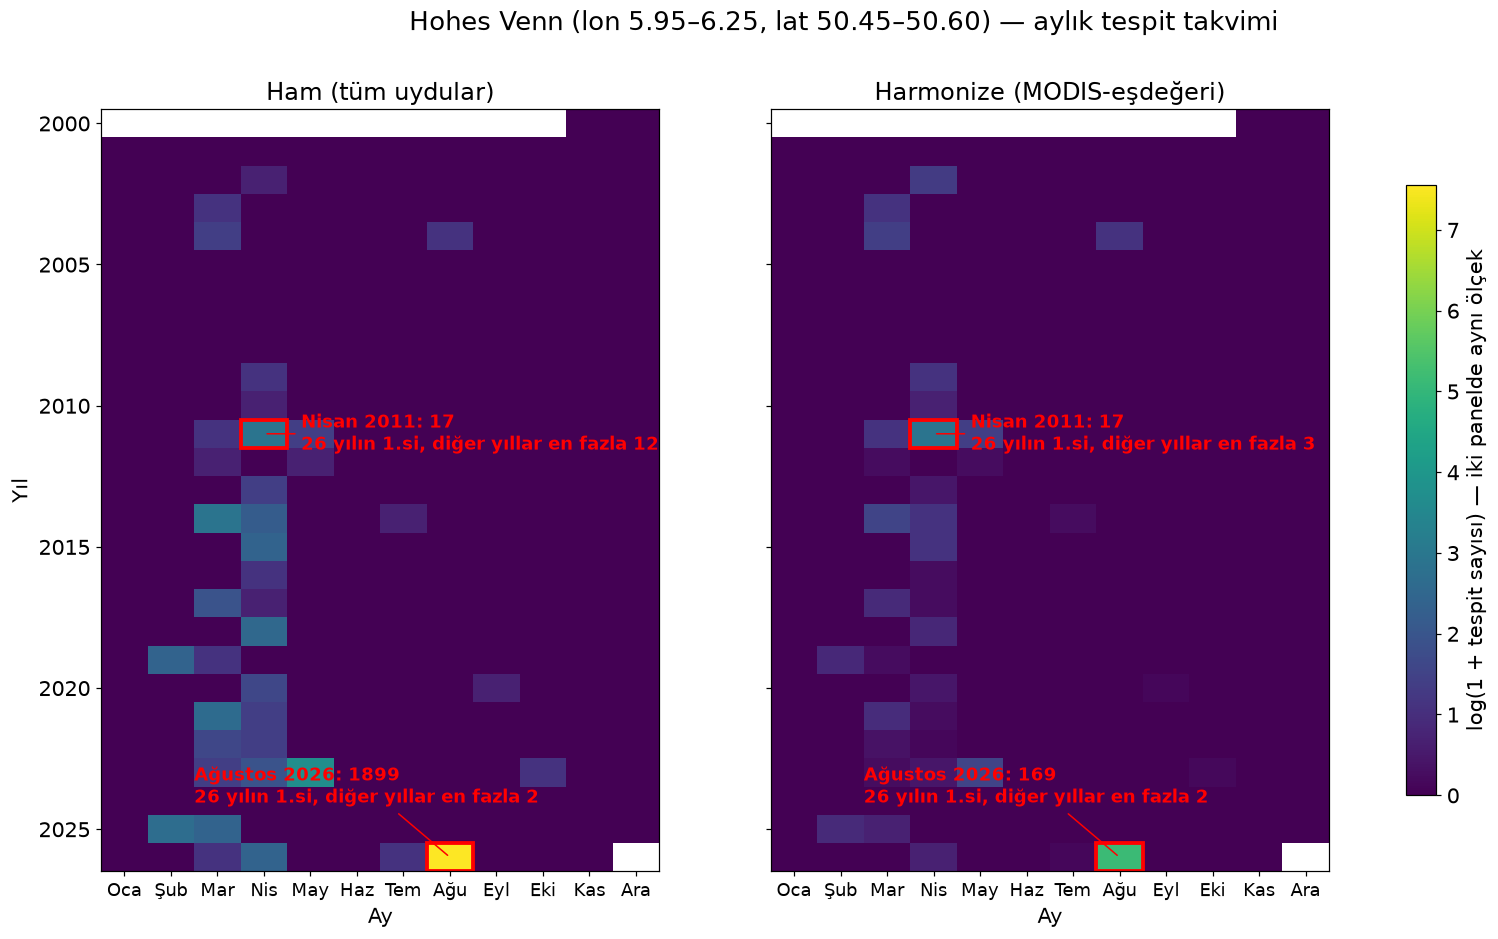 Hohes Venn (lon 5.95–6.25, lat 50.45–50.60) — aylık tespit takvimi
Ham (tüm uydular)
Harmonize (MODIS-eşdeğeri)
2000
2005
2010
2015
2020
2025
Yıl
Nisan 2011: 17
26 yılın 1.si, diğer yıllar en fazla 12
Ağustos 2026: 1899
26 yılın 1.si, diğer yıllar en fazla 2
Oca Şub Mar Nis May Haz Tem Ağu Eyl Eki Kas Ara
Ay
Nisan 2011: 17
26 yılın 1.si, diğer yıllar en fazla 3
Ağustos 2026: 169
26 yılın 1.si, diğer yıllar en fazla 2
Oca Şub Mar Nis May Haz Tem Ağu Eyl Eki Kas Ara
Ay
7
6
5
4
3
2
1
0
log(1 + tespit sayısı) — iki panelde aynı ölçek